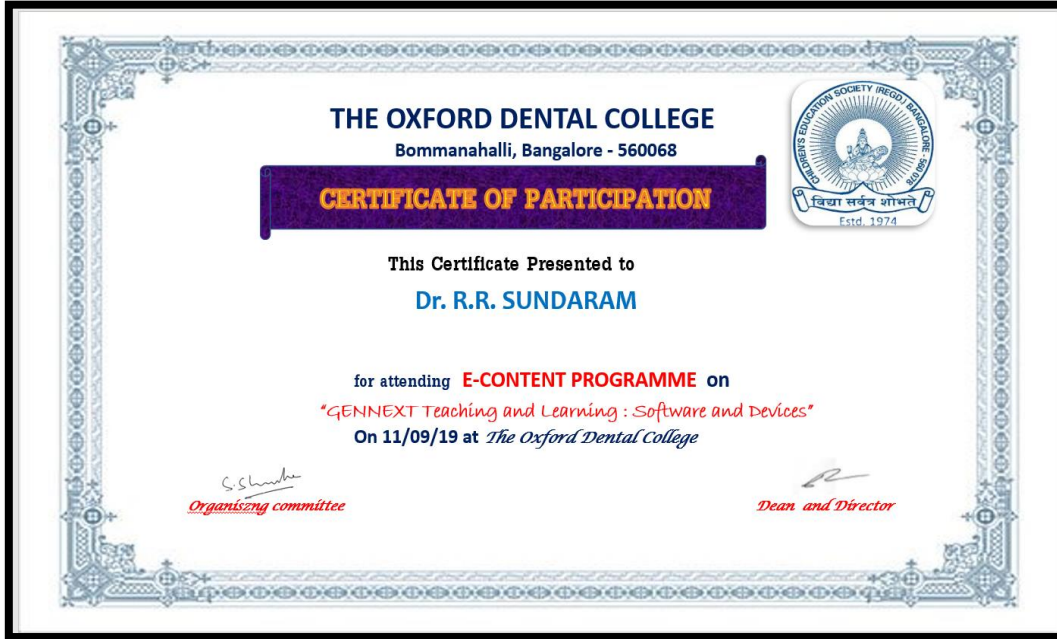 THE OXFORD DENTAL COLLEGE
Bommanahalli, Bangalore - 560068
CHILDREN'S EDUCATION SOCIETY (REGD.) BANGALORE - 560 078
विद्या सर्वत्र शोभते
Estd. 1974
CERTIFICATE OF PARTICIPATION
This Certificate Presented to
Dr. R.R. SUNDARAM
for attending E-CONTENT PROGRAMME on
"GENNEXT Teaching and Learning : Software and Devices"
On 11/09/19 at The Oxford Dental College
Organiszng committee
Dean and Director